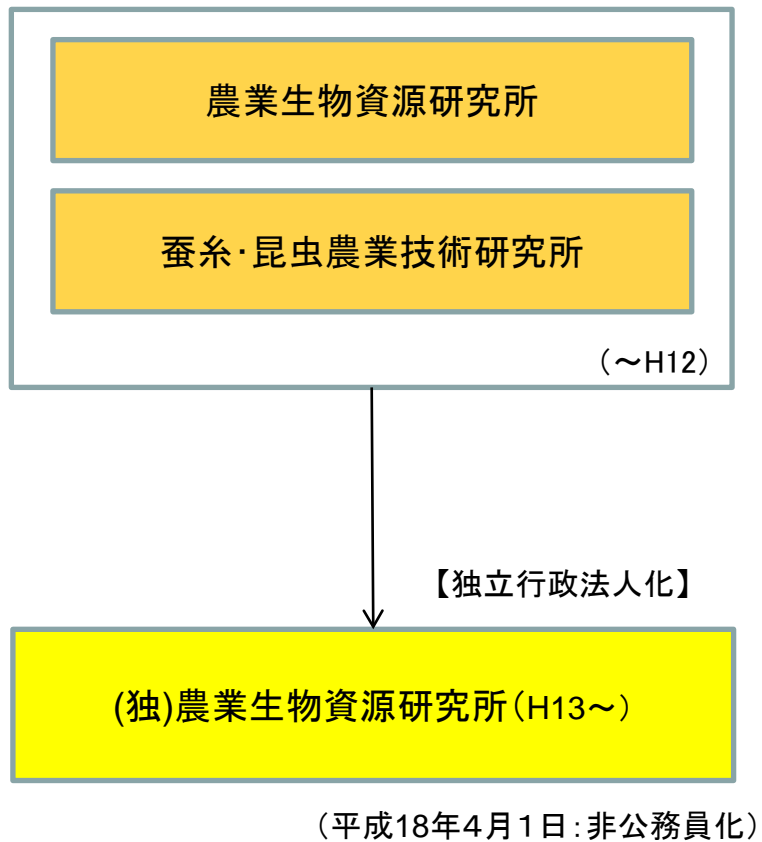 農業生物資源研究所
蚕糸・昆虫農業技術研究所
（～H12）
【独立行政法人化】
(独)農業生物資源研究所（H13～）
（平成18年4月１日：非公務員化）